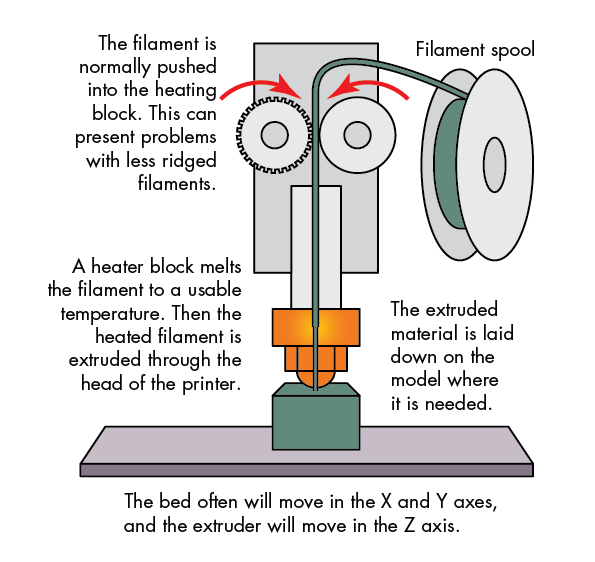 The filament is
normally pushed
into the heating
block. This can
present problems
with less ridged
filaments.
Filament spool
A heater block melts
the filament to a usable
temperature. Then the
heated filament is
extruded through the
head of the printer.
The extruded
material is laid
down on the
model where
it is needed.
The bed often will move in the X and Y axes,
and the extruder will move in the Z axis.